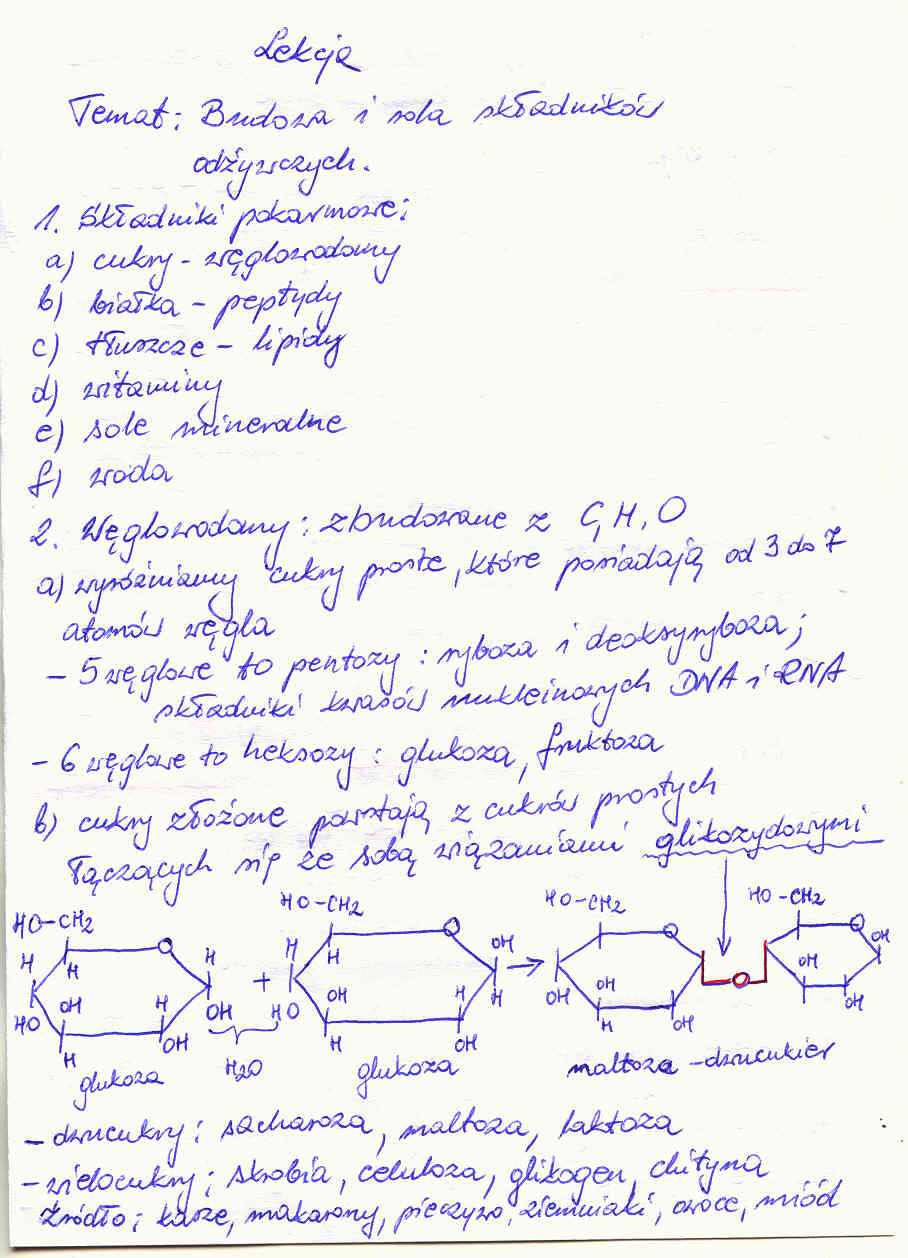 Lekcja
Temat: Budowa i rola składników
odżywczych.
1. Składniki pokarmowe:
a) cukry - węglowodany
b) białka - peptydy
c) tłuszcze - lipidy
d) witaminy
e) sole mineralne
f) woda
2. Węglowodany: zbudowane z C, H, O
a) wyróżniamy cukry proste, które posiadają od 3 do 7
atomów węgla
- 5 węglowe to pentozy: ryboza i deoksyryboza;
składniki kwasów nukleinowych DNA i RNA
- 6 węglowe to heksozy: glukoza, fruktoza
b) cukry złożone powstają z cukrów prostych
łączących się ze sobą wiązaniami glikozydowymi
HO-CH2 HO-CH2 HO-CH2 HO-CH2
O O O O
H H H H H OH OH
+ →
OH H OH H H OH OH OH
HO OH HO O OH
H OH H OH H OH
H2O
glukoza glukoza maltoza - dwucukier
- dwucukry: sacharoza, maltoza, laktoza
- wielocukry: skrobia, celuloza, glikogen, chityna
Źródło: kasze, makarony, pieczywo, ziemniaki, owoce, miód